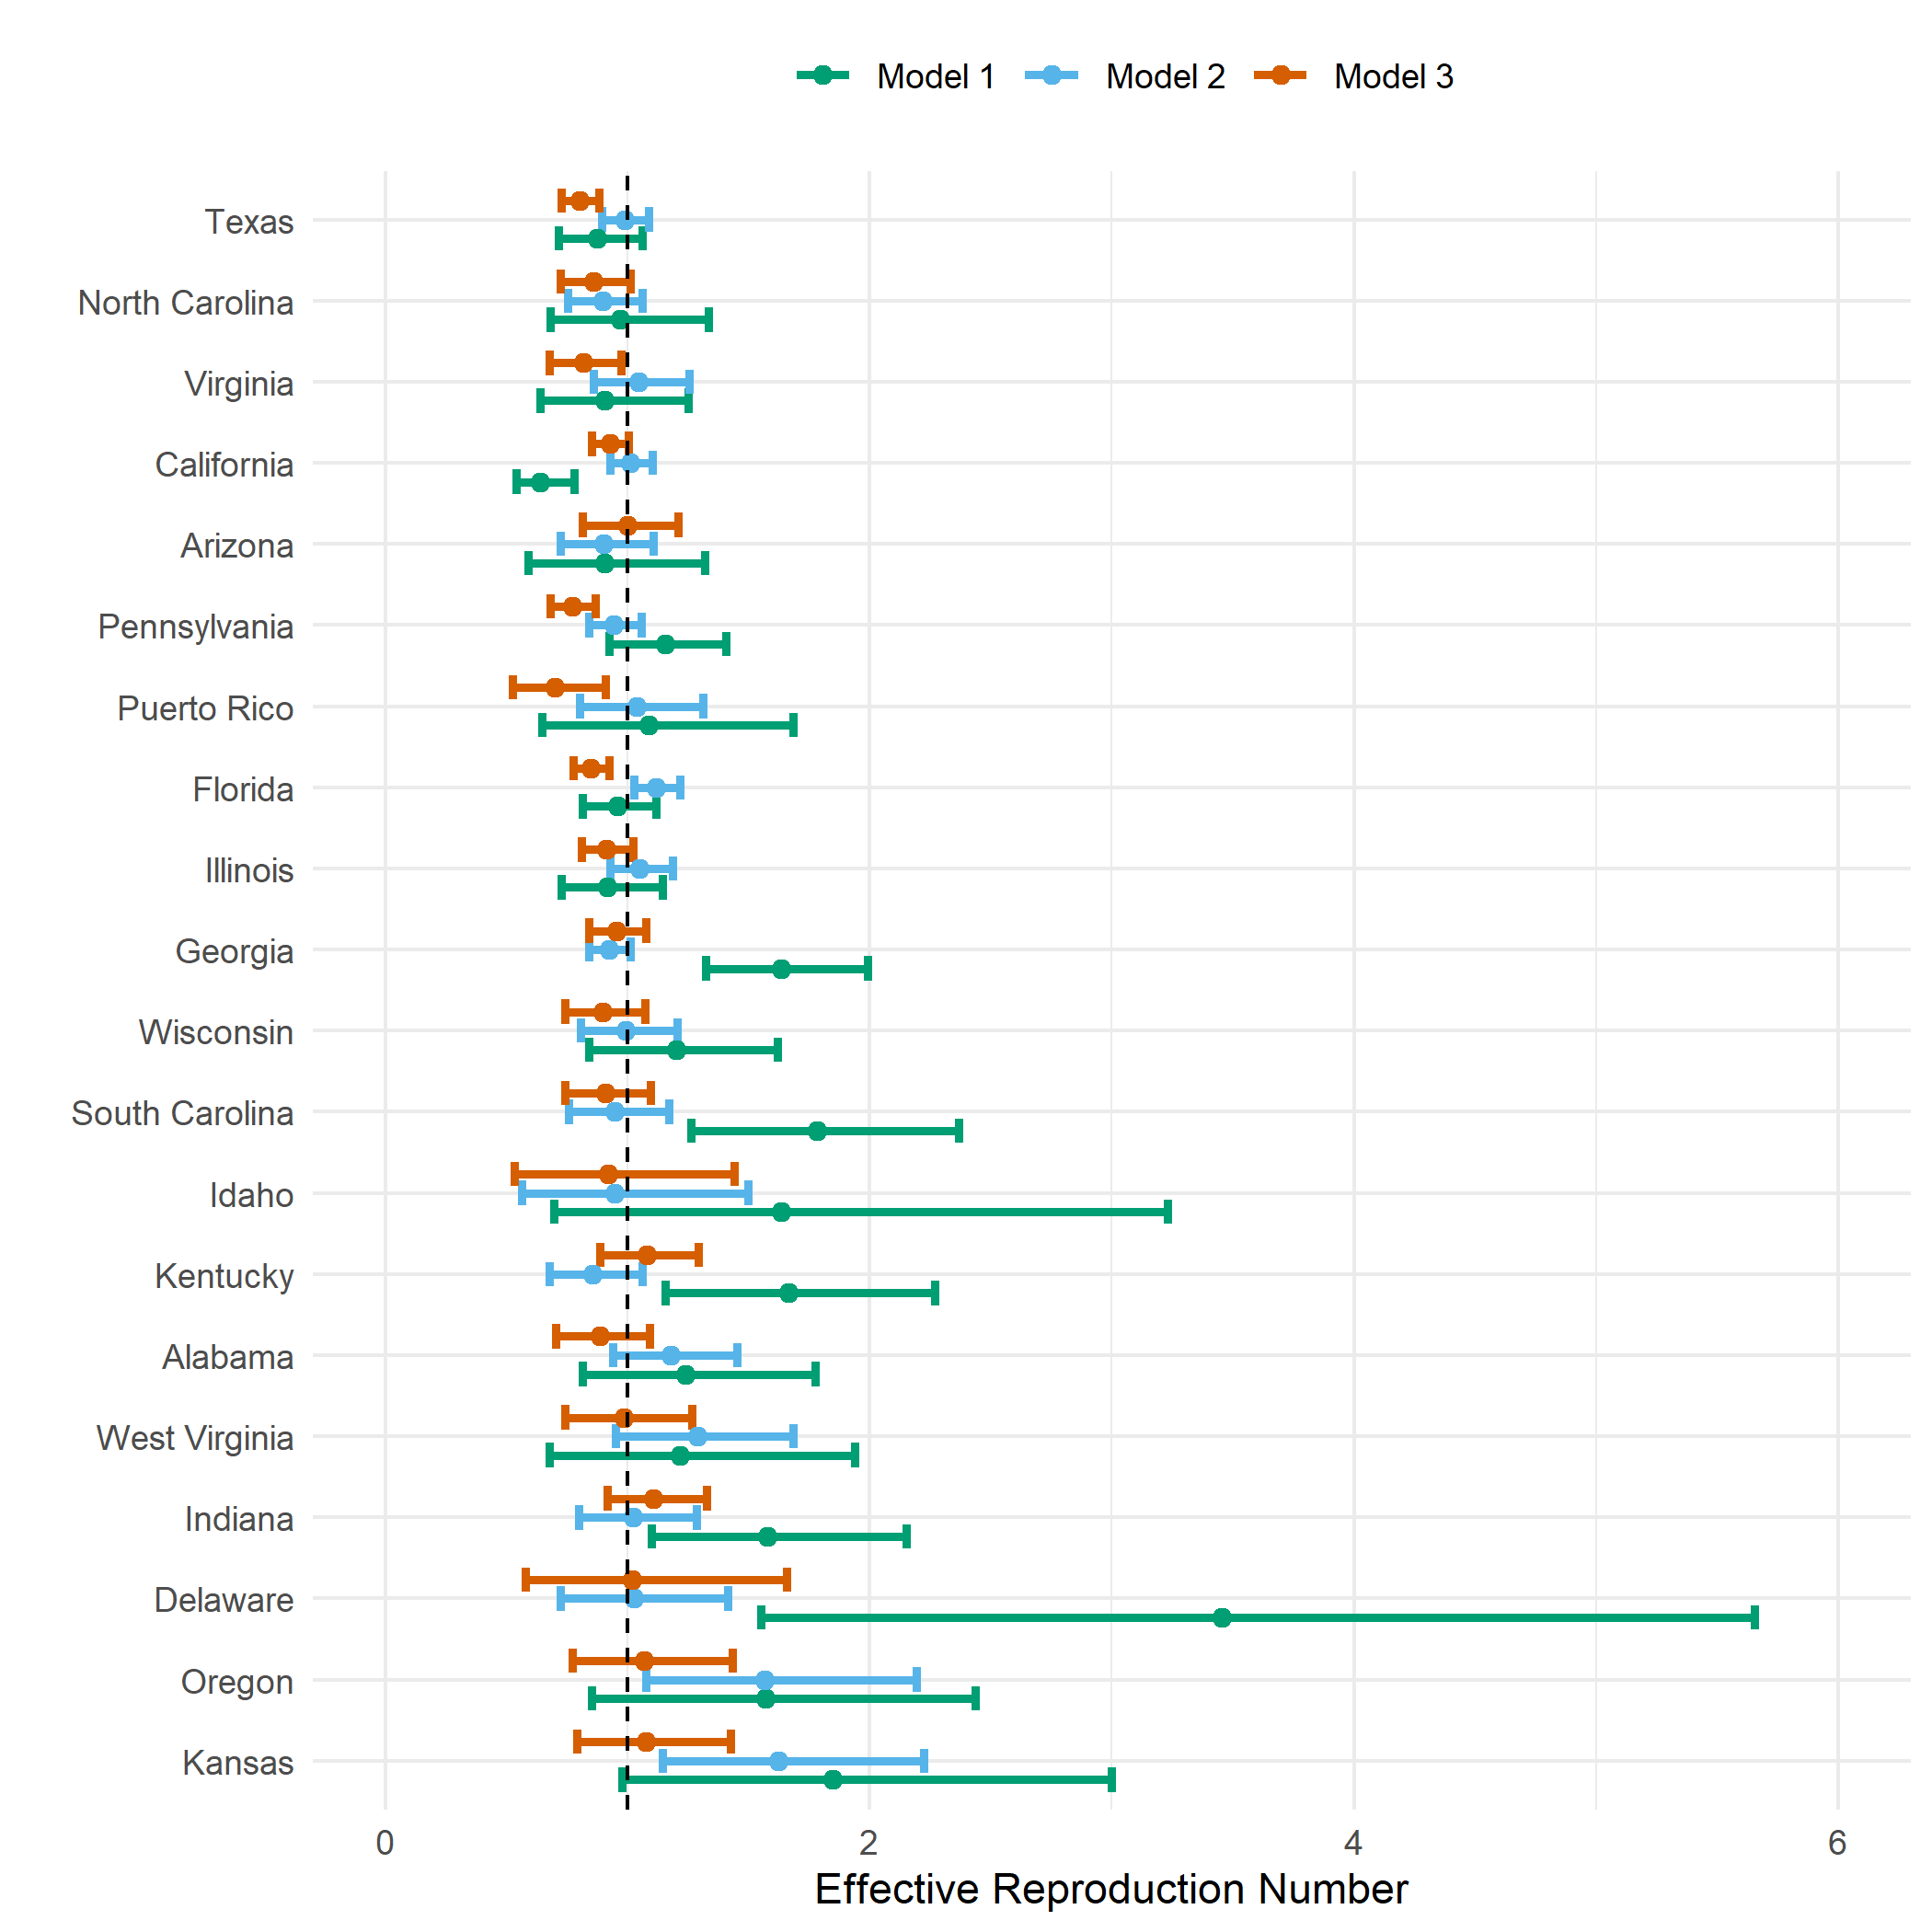 Model 1 Model 2 Model 3
Texas
North Carolina
Virginia
California
Arizona
Pennsylvania
Puerto Rico
Florida
Illinois
Georgia
Wisconsin
South Carolina
Idaho
Kentucky
Alabama
West Virginia
Indiana
Delaware
Oregon
Kansas
0 2 4 6
Effective Reproduction Number